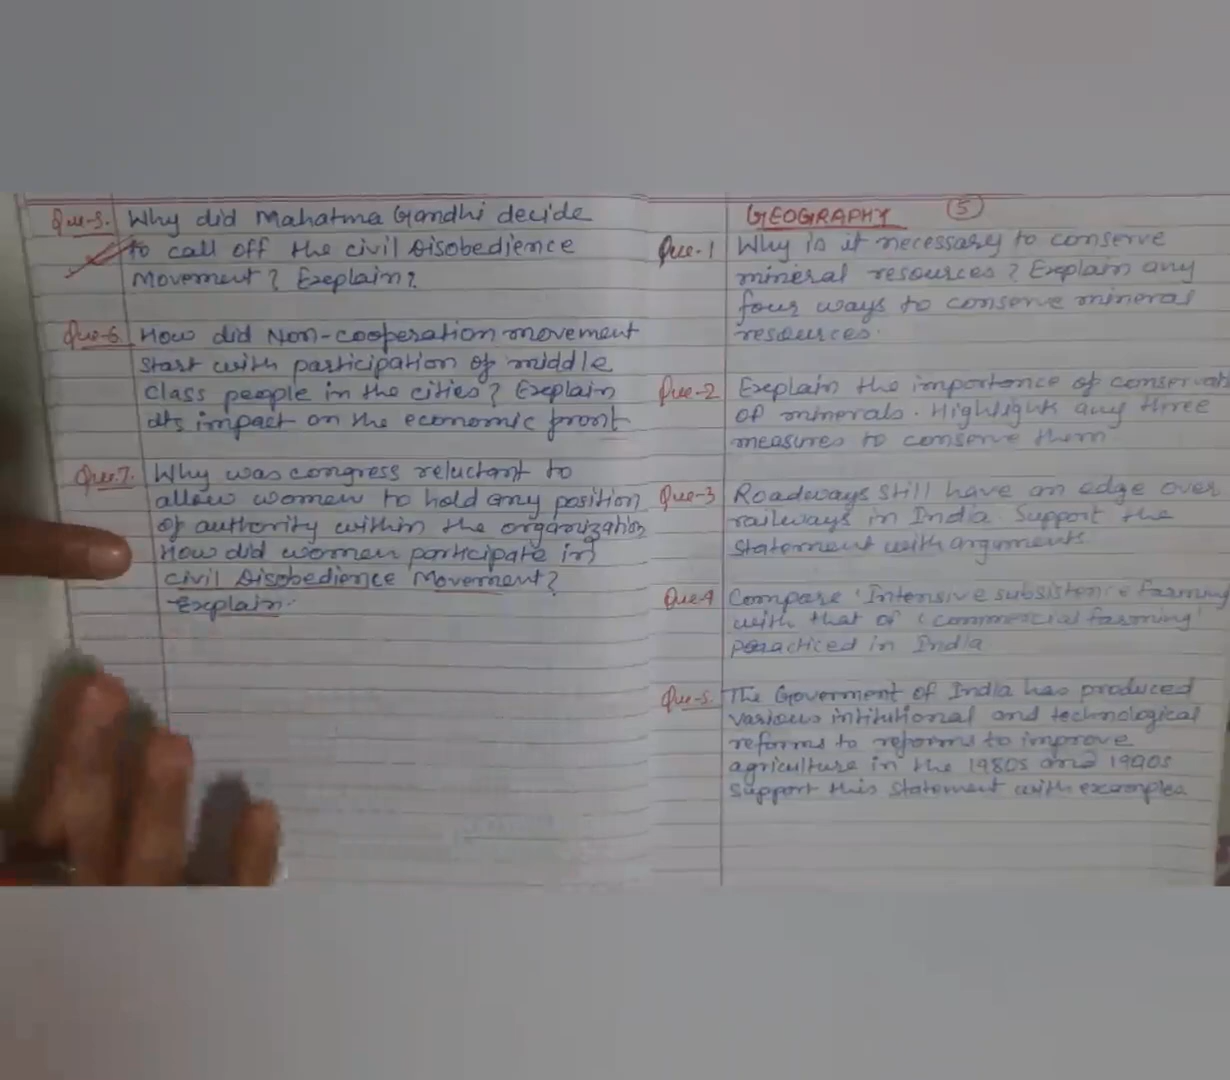 Que-5. Why did Mahatma Gandhi decide
to call off the civil Disobedience
Movement? Explain?
Que-6. How did Non-cooperation movement
start with participation of middle
class people in the cities? Explain
its impact on the economic front
Que.7. Why was congress reluctant to
allow women to hold any position
of authority within the organization
How did women participate in
civil Disobedience Movement?
Explain.
GEOGRAPHY 5
Que-1 Why is it necessary to conserve
mineral resources? Explain any
four ways to conserve mineral
resources.
Que-2 Explain the importance of conservat
of minerals. Highlight any three
measures to conserve them
Que-3 Roadways still have an edge over
railways in India. Support the
statement with arguments.
Que-4 Compare 'Intensive subsistence farming
with that of 'commercial farming'
practiced in India
Que-5. The Goverment of India has produced
various intitutional and technological
reforms to reforms to improve
agriculture in the 1980s and 1990s
Support this statement with examples